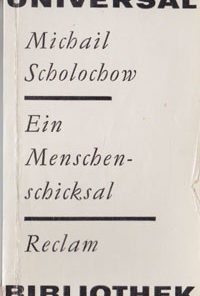 UNIVERSAL
Michail
Scholochow
Ein
Menschen-
schicksal
Reclam
BIBLIOTHEK